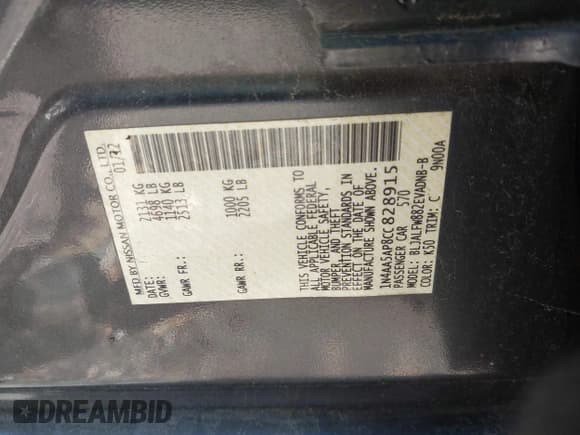 MFD BY NISSAN MOTOR CO., LTD.
DATE: 01/12
GVWR: 2131 KG
4698 LB
GAWR FR.: 1140 KG
2513 LB
GAWR RR.: 1000 KG
2205 LB
THIS VEHICLE CONFORMS TO
ALL APPLICABLE FEDERAL
MOTOR VEHICLE SAFETY,
BUMPER, AND THEFT
PREVENTION STANDARDS IN
EFFECT ON THE DATE OF
MANUFACTURE SHOWN ABOVE.
1N4AA5AP8CC828915
PASSENGER CAR 570
MODEL: BJJALFWB82EVADNB-B
COLOR: K50 TRIM: C 9N00A
DREAMBID